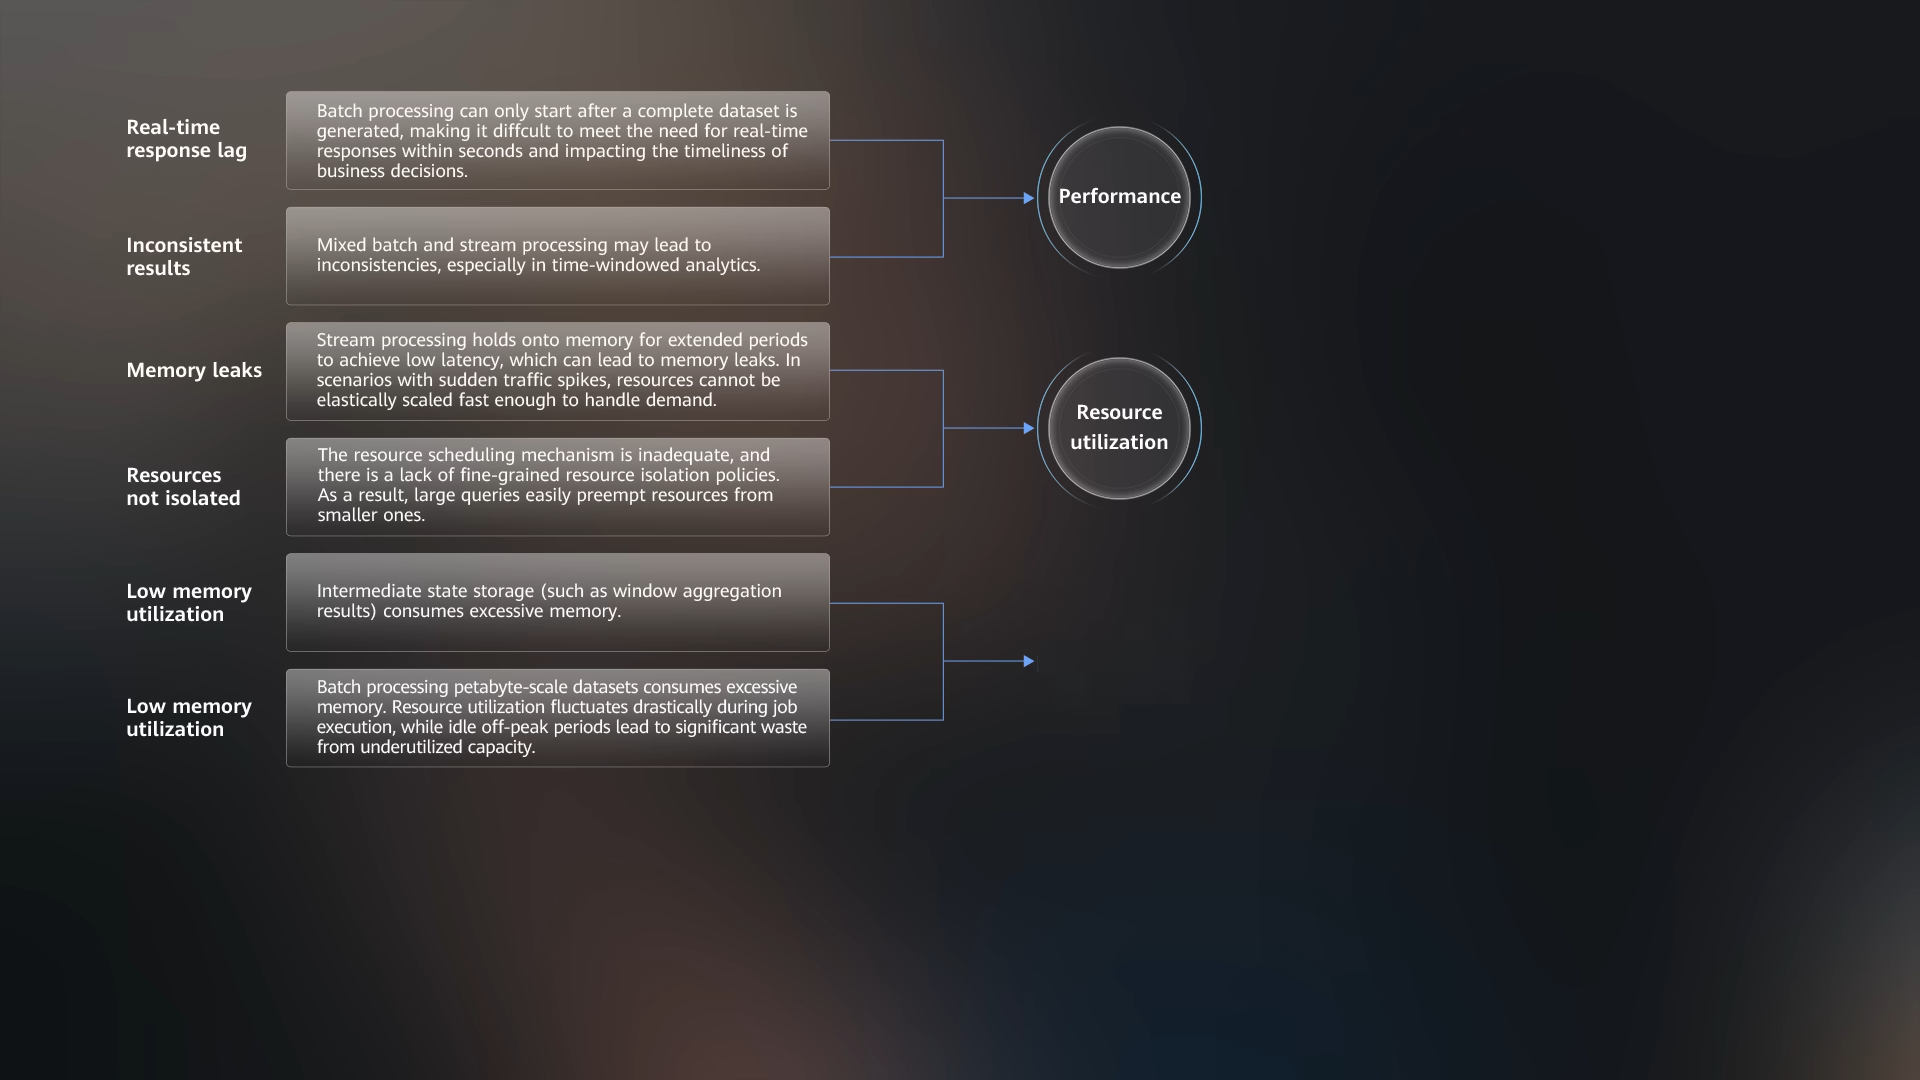 Real-time
response lag
Batch processing can only start after a complete dataset is
generated, making it diffcult to meet the need for real-time
responses within seconds and impacting the timeliness of
business decisions.
Inconsistent
results
Mixed batch and stream processing may lead to
inconsistencies, especially in time-windowed analytics.
Performance
Memory leaks
Stream processing holds onto memory for extended periods
to achieve low latency, which can lead to memory leaks. In
scenarios with sudden traffic spikes, resources cannot be
elastically scaled fast enough to handle demand.
Resources
not isolated
The resource scheduling mechanism is inadequate, and
there is a lack of fine-grained resource isolation policies.
As a result, large queries easily preempt resources from
smaller ones.
Resource
utilization
Low memory
utilization
Intermediate state storage (such as window aggregation
results) consumes excessive memory.
Low memory
utilization
Batch processing petabyte-scale datasets consumes excessive
memory. Resource utilization fluctuates drastically during job
execution, while idle off-peak periods lead to significant waste
from underutilized capacity.